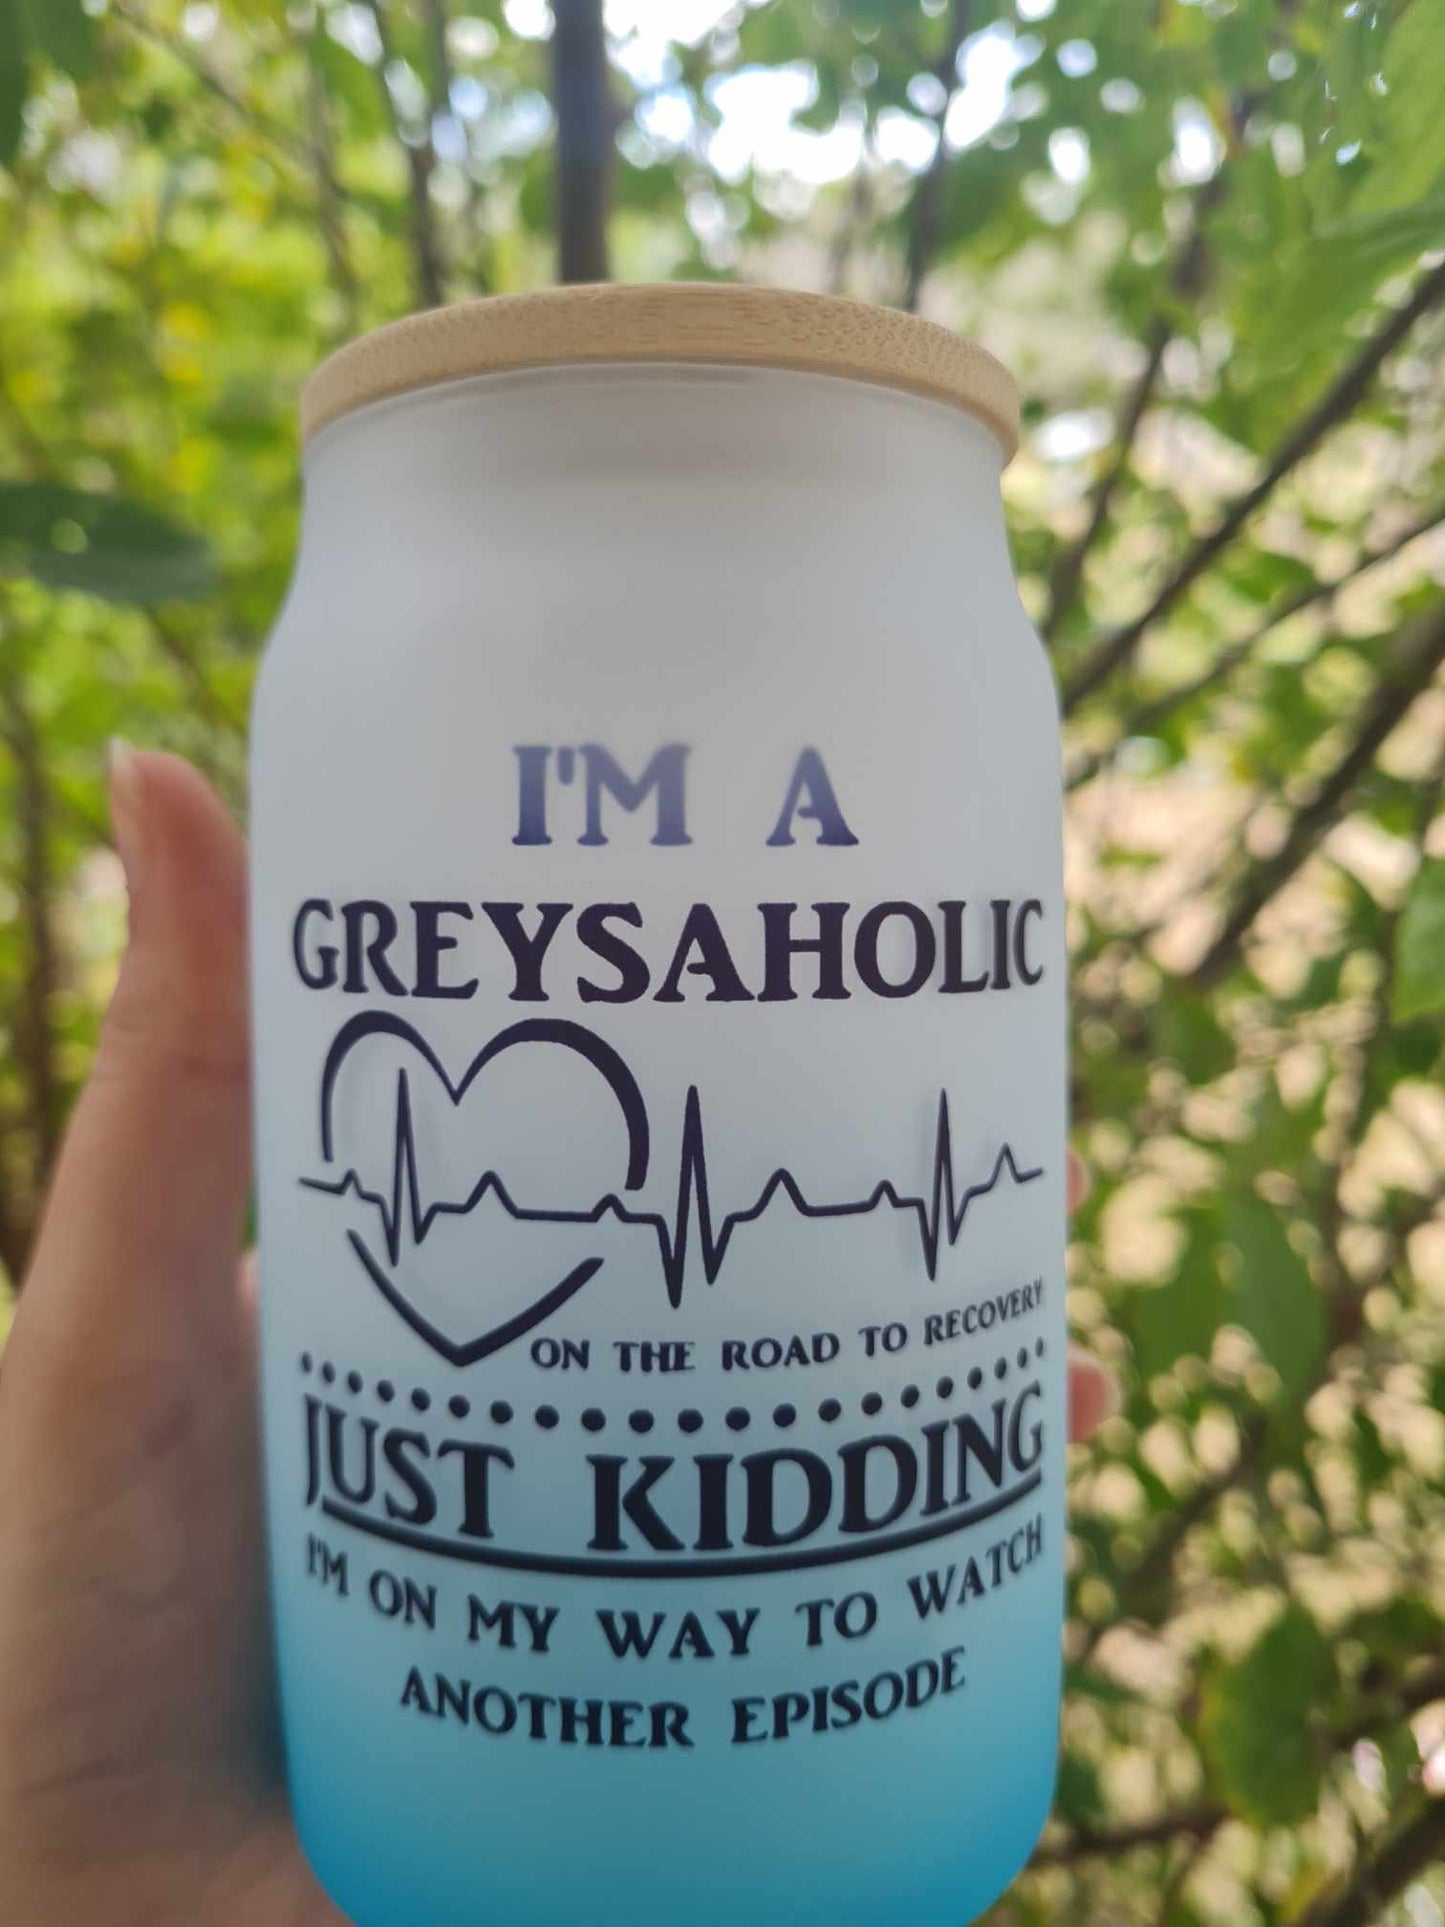 I'M A
GREYSAHOLIC
ON THE ROAD TO RECOVERY
JUST KIDDING
I'M ON MY WAY TO WATCH
ANOTHER EPISODE